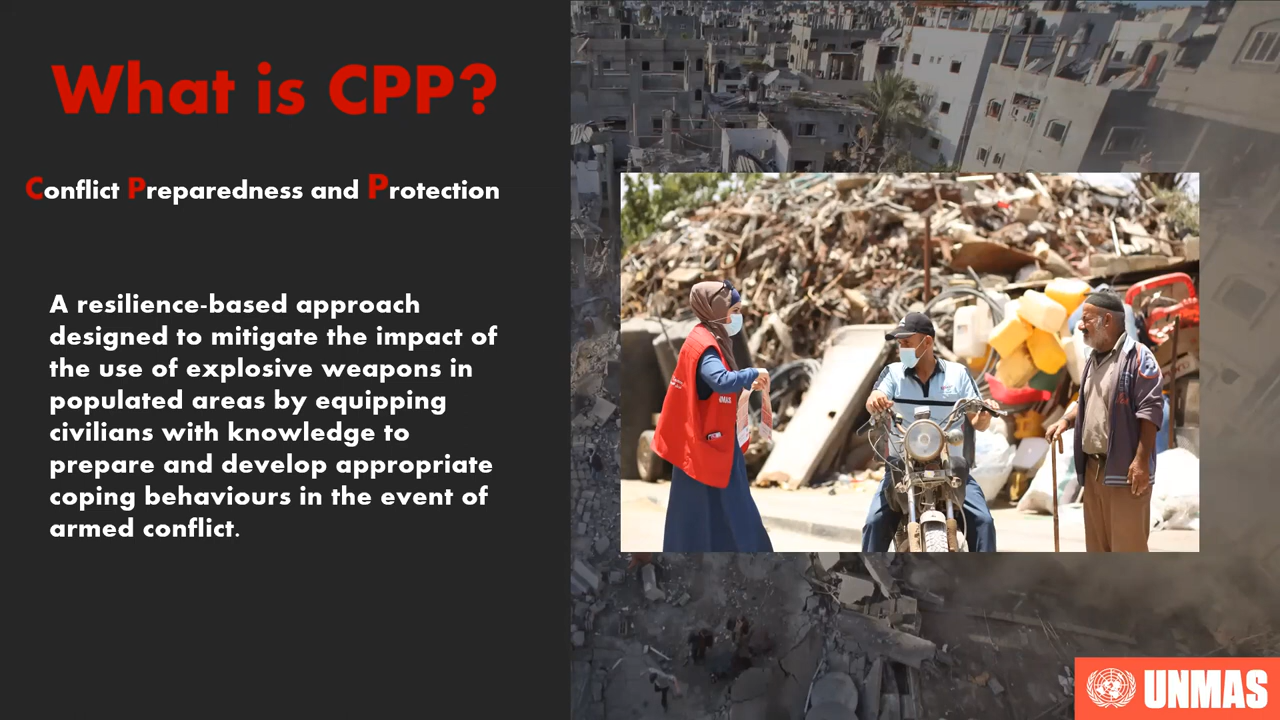 What is CPP?
Conflict Preparedness and Protection
A resilience-based approach
designed to mitigate the impact of
the use of explosive weapons in
populated areas by equipping
civilians with knowledge to
prepare and develop appropriate
coping behaviours in the event of
armed conflict.
UNMAS
UNMAS